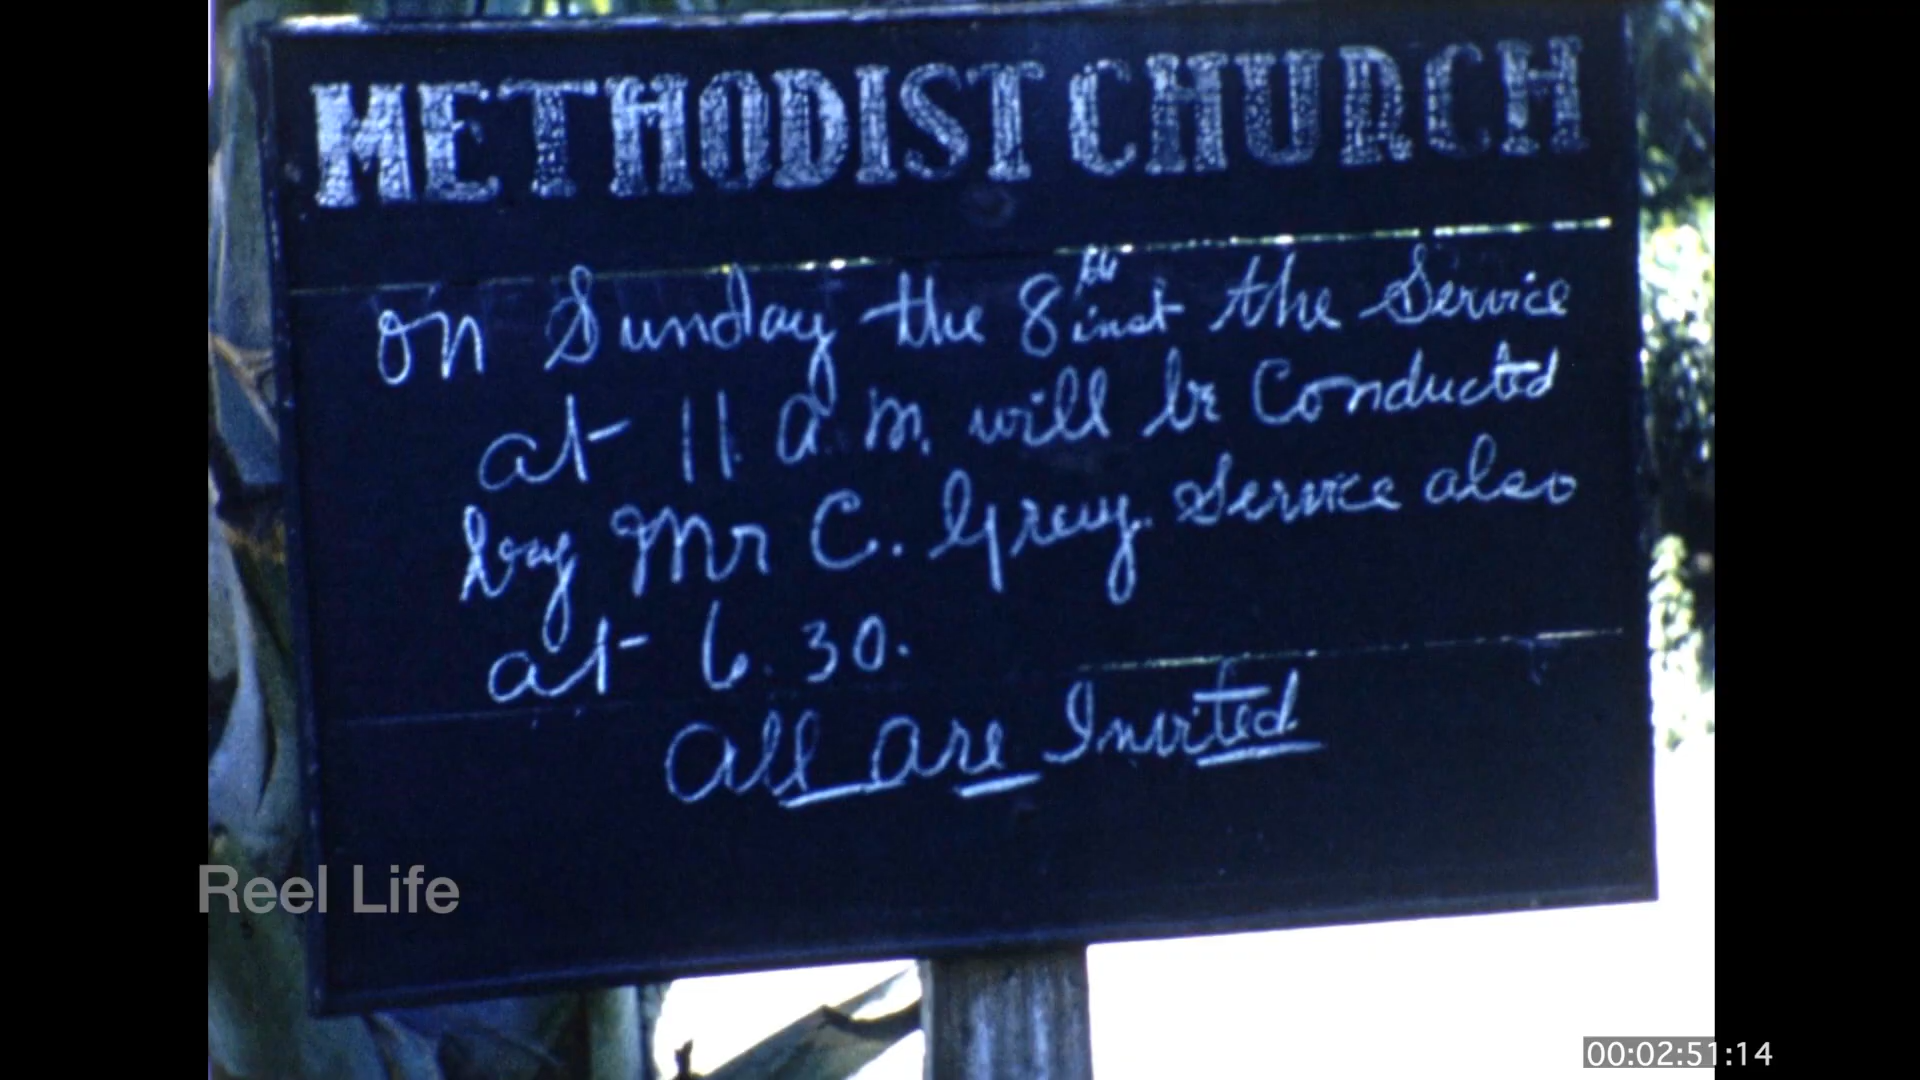 METHODIST CHURCH
On Sunday the 8th inst the Service
at 11 a.m. will be Conducted
by Mr C. Grey. Service also
at 6.30.
All are Invited
Reel Life
00:02:51:14